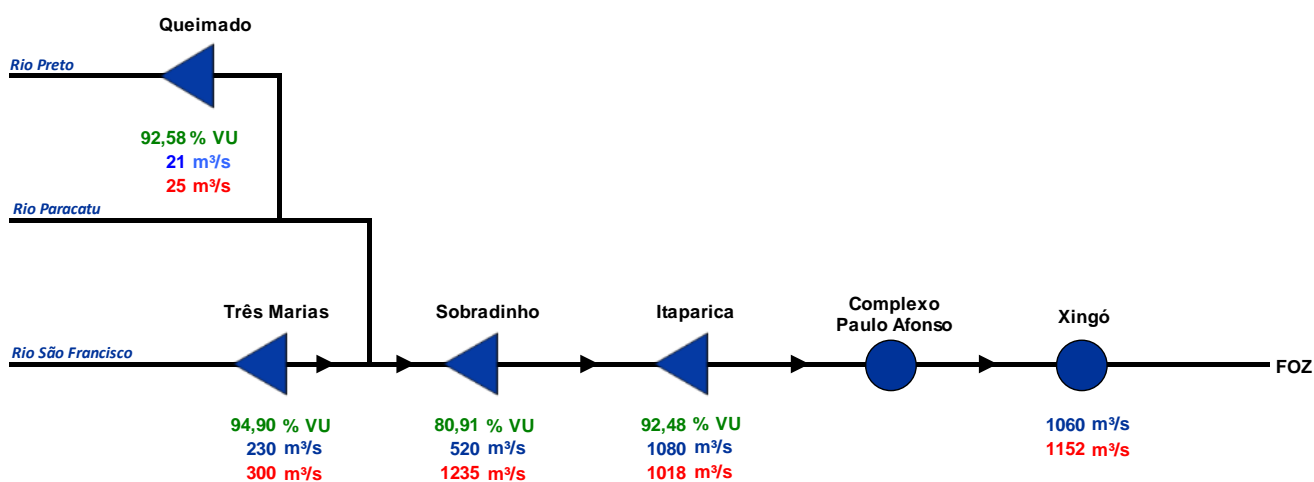 Queimado
Rio Preto
92,58 % VU
21 m³/s
25 m³/s
Rio Paracatu
Três Marias
Sobradinho
Itaparica
Complexo
Paulo Afonso
Xingó
Rio São Francisco
FOZ
94,90 % VU
230 m³/s
300 m³/s
80,91 % VU
520 m³/s
1235 m³/s
92,48 % VU
1080 m³/s
1018 m³/s
1060 m³/s
1152 m³/s